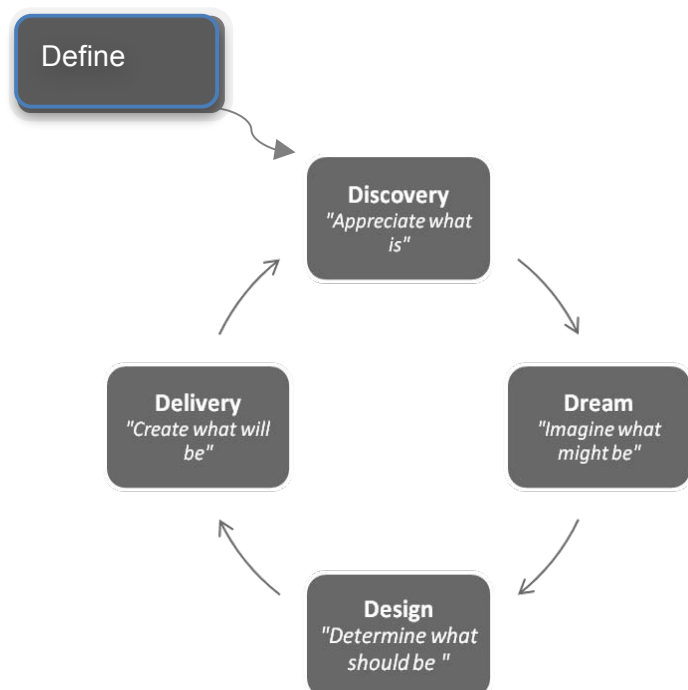 Define
Discovery
"Appreciate what
is"
Delivery
"Create what will
be"
Dream
"Imagine what
might be"
Design
"Determine what
should be "